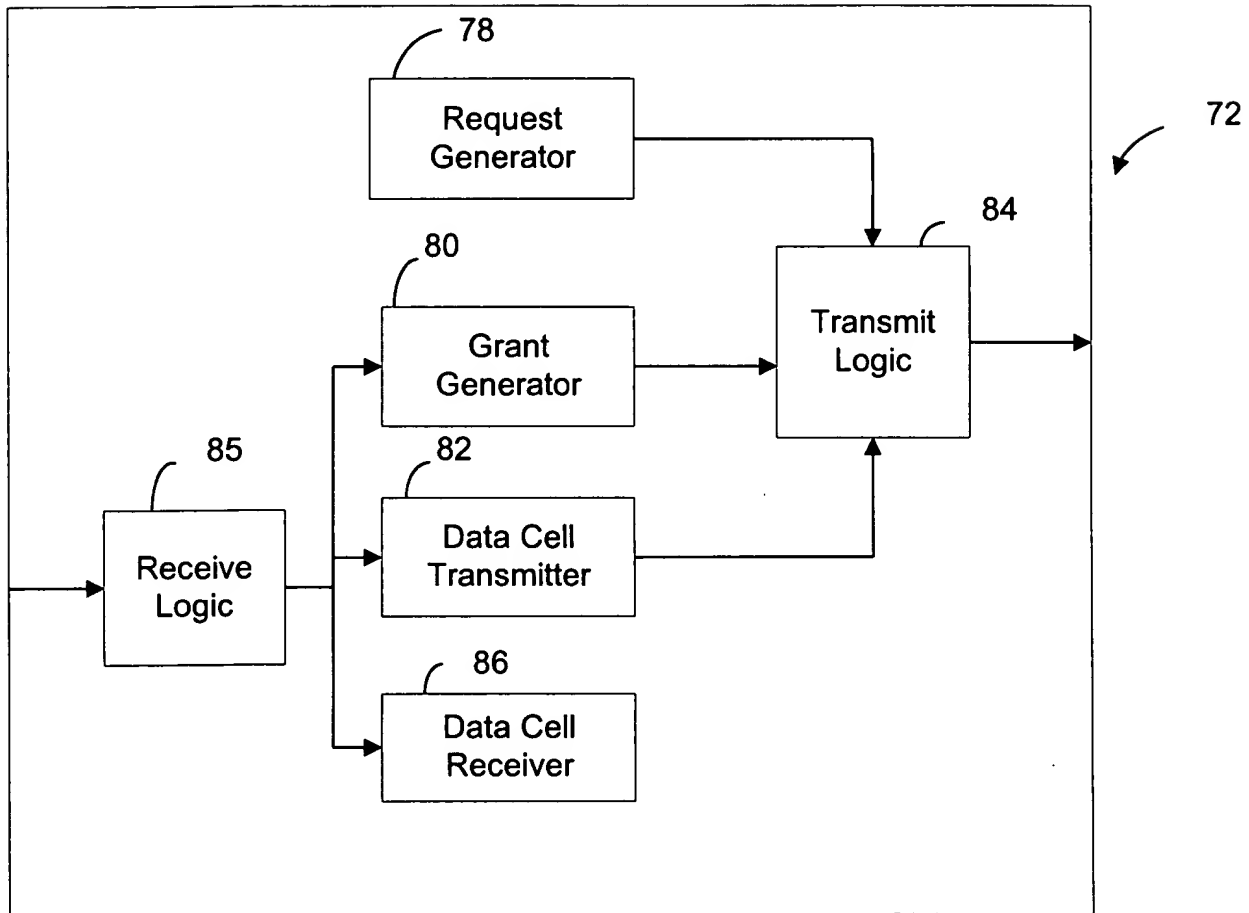 78
Request
Generator
72
84
Transmit
Logic
80
Grant
Generator
85
Receive
Logic
82
Data Cell
Transmitter
86
Data Cell
Receiver